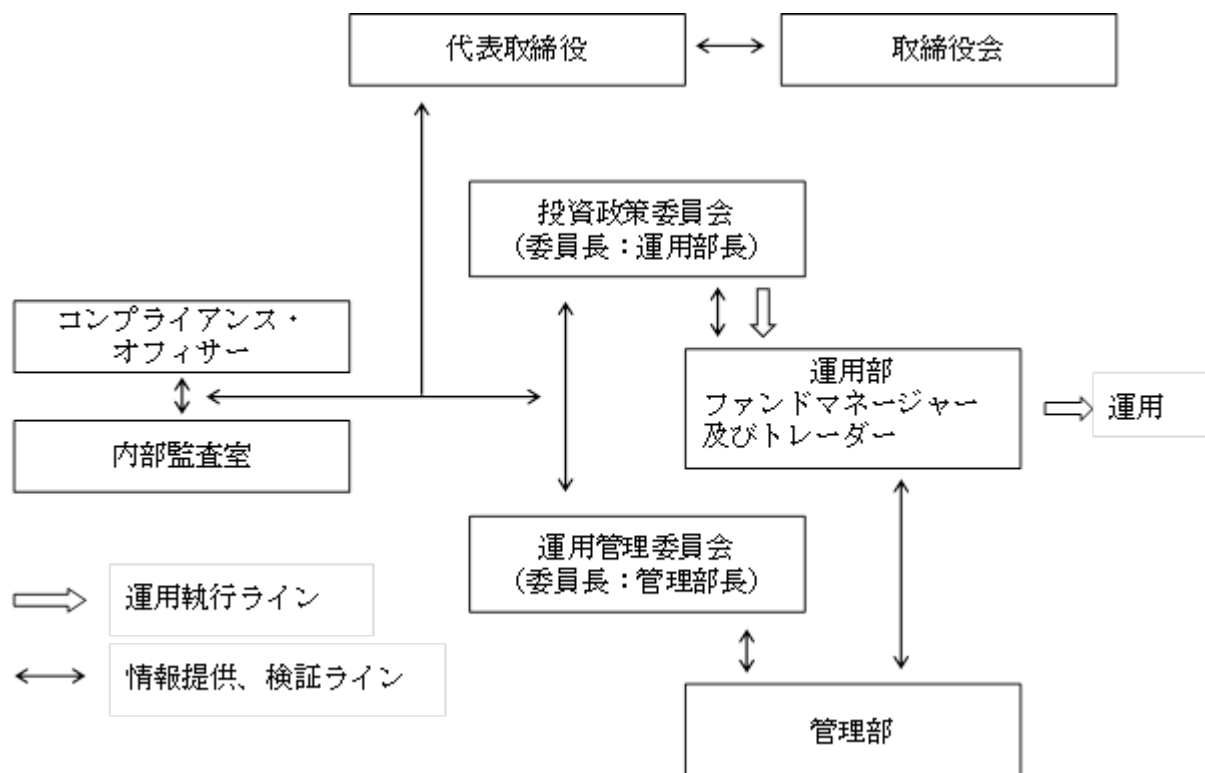 代表取締役
取締役会
投資政策委員会
(委員長：運用部長)
コンプライアンス・
オフィサー
運用部
ファンドマネージャー
及びトレーダー
運用
内部監査室
運用管理委員会
(委員長：管理部長)
運用執行ライン
情報提供、検証ライン
管理部